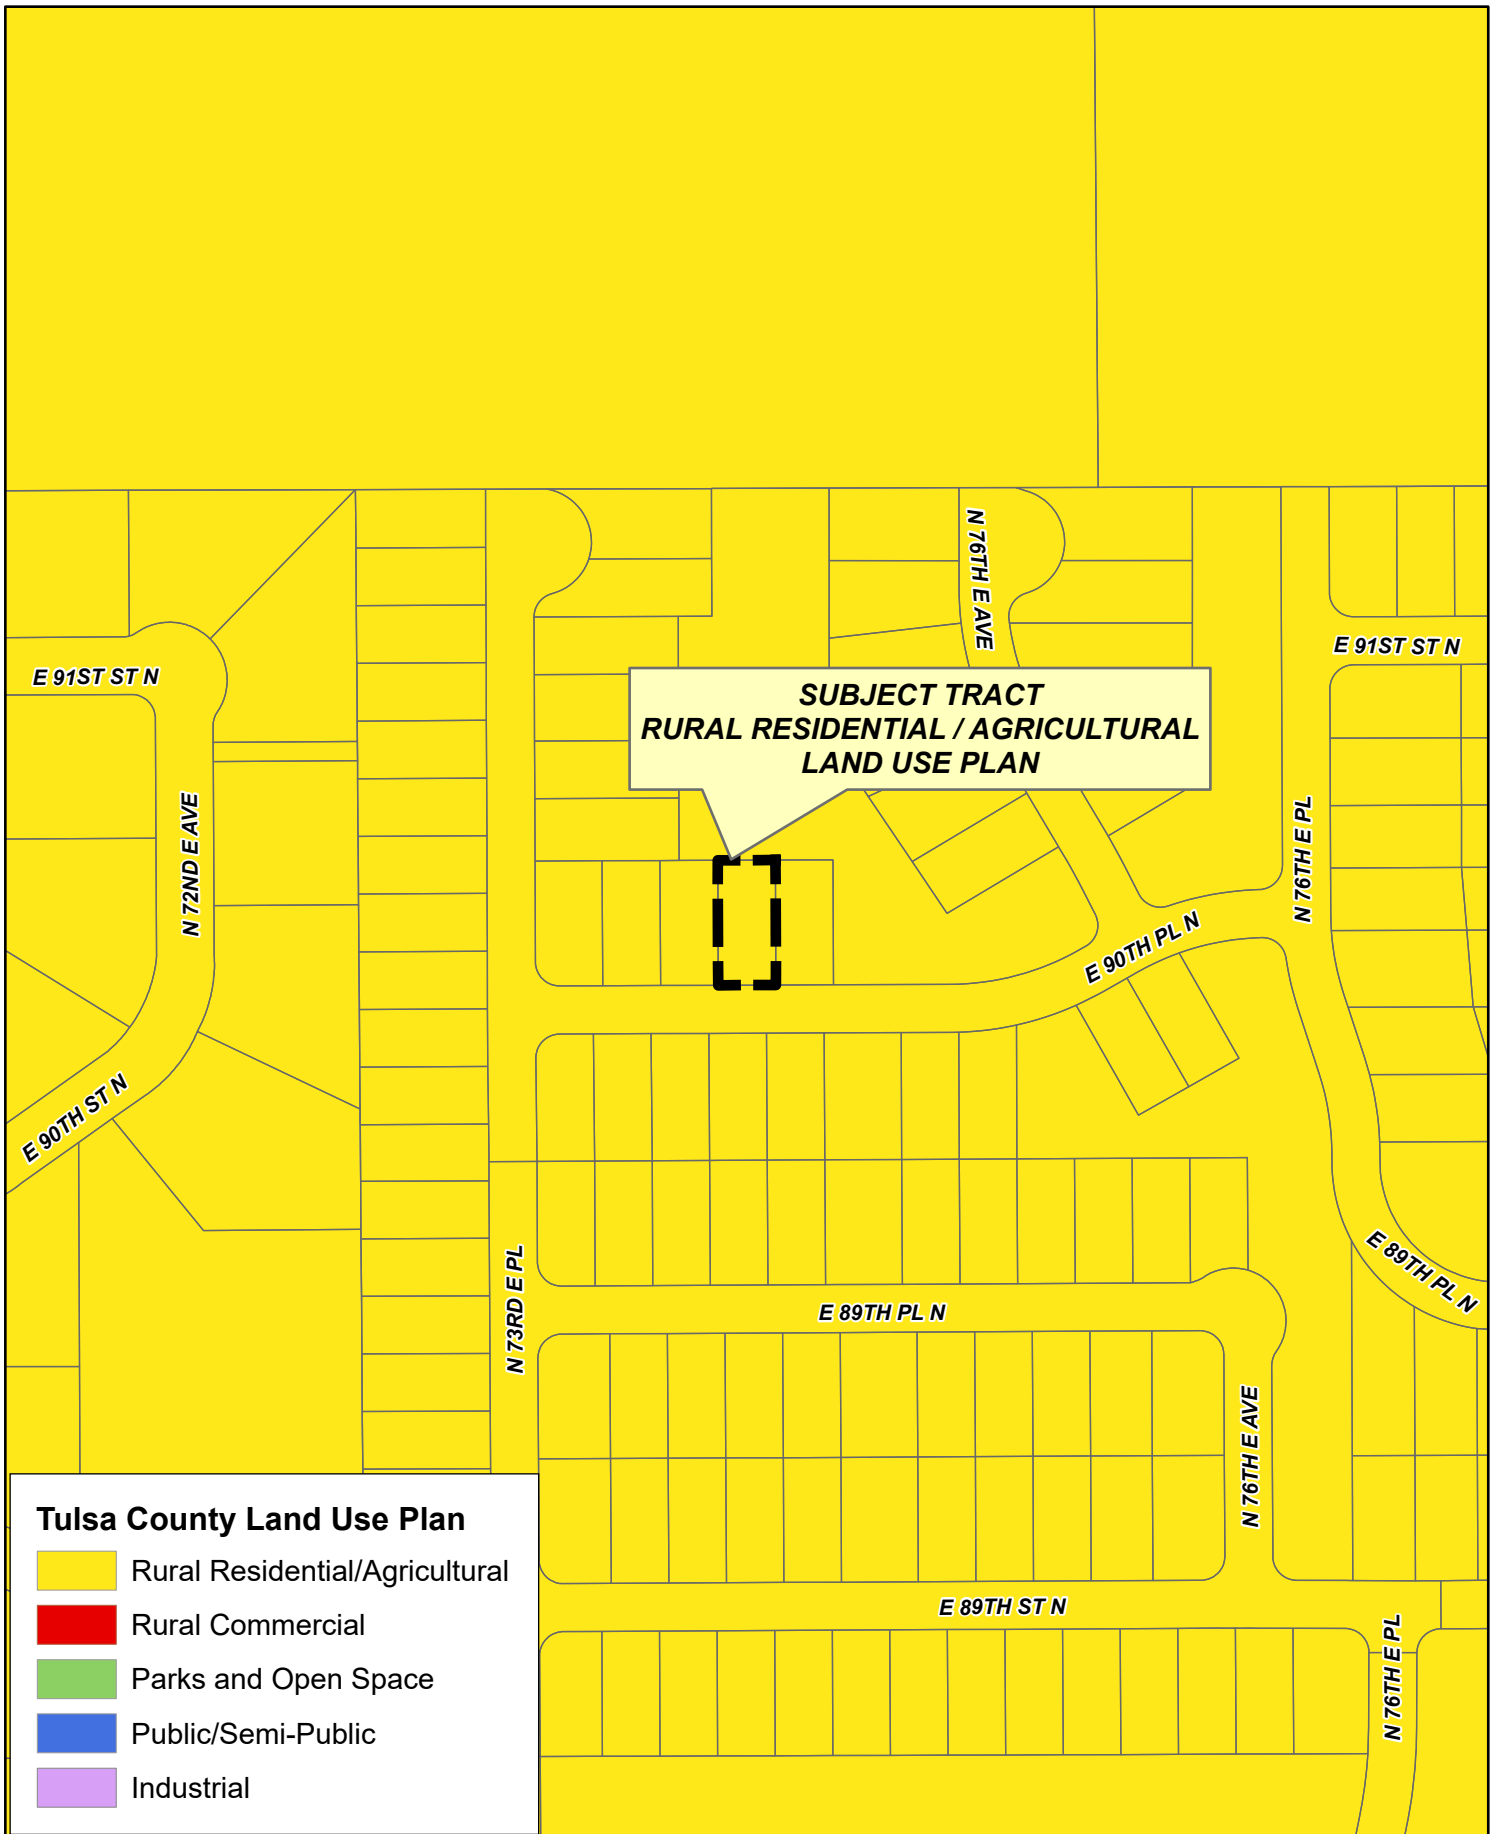 N 76TH E AVE
E 91ST ST N
E 91ST ST N
SUBJECT TRACT
RURAL RESIDENTIAL / AGRICULTURAL
LAND USE PLAN
N 72ND E AVE
N 76TH E PL
E 90TH PL N
E 90TH ST N
E 89TH PL N
N 73RD E PL
E 89TH PL N
N 76TH E AVE
E 89TH ST N
N 76TH E PL
Tulsa County Land Use Plan
Rural Residential/Agricultural
Rural Commercial
Parks and Open Space
Public/Semi-Public
Industrial